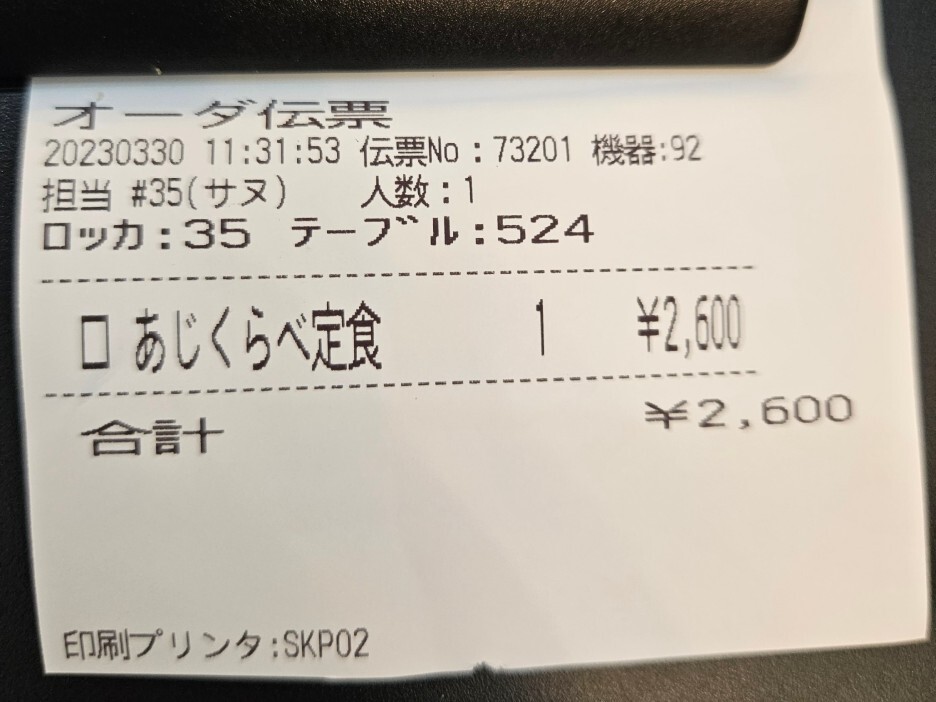 オーダ伝票
20230330 11:31:53 伝票No:73201 機器:92
担当 #35(サヌ) 人数:1
ロッカ:35 テーブル:524
□ あじくらべ定食 1 ¥2,600
合計 ¥2,600
印刷プリンタ:SKP02